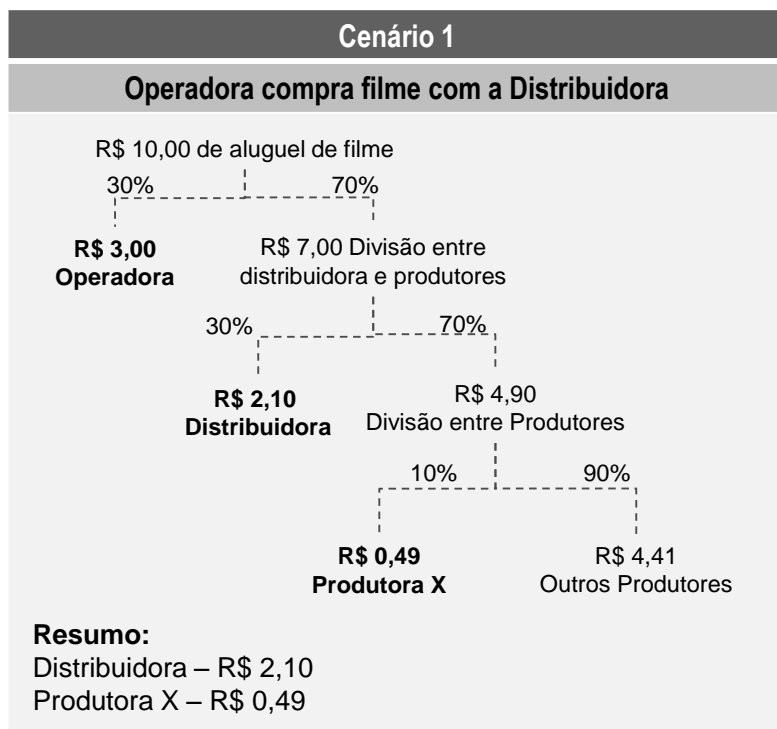 Cenário 1
Operadora compra filme com a Distribuidora
R$ 10,00 de aluguel de filme
30%
70%
R$ 3,00
Operadora
R$ 7,00 Divisão entre
distribuidora e produtores
30%
70%
R$ 2,10
Distribuidora
R$ 4,90
Divisão entre Produtores
10%
90%
R$ 0,49
Produtora X
R$ 4,41
Outros Produtores
Resumo:
Distribuidora – R$ 2,10
Produtora X – R$ 0,49